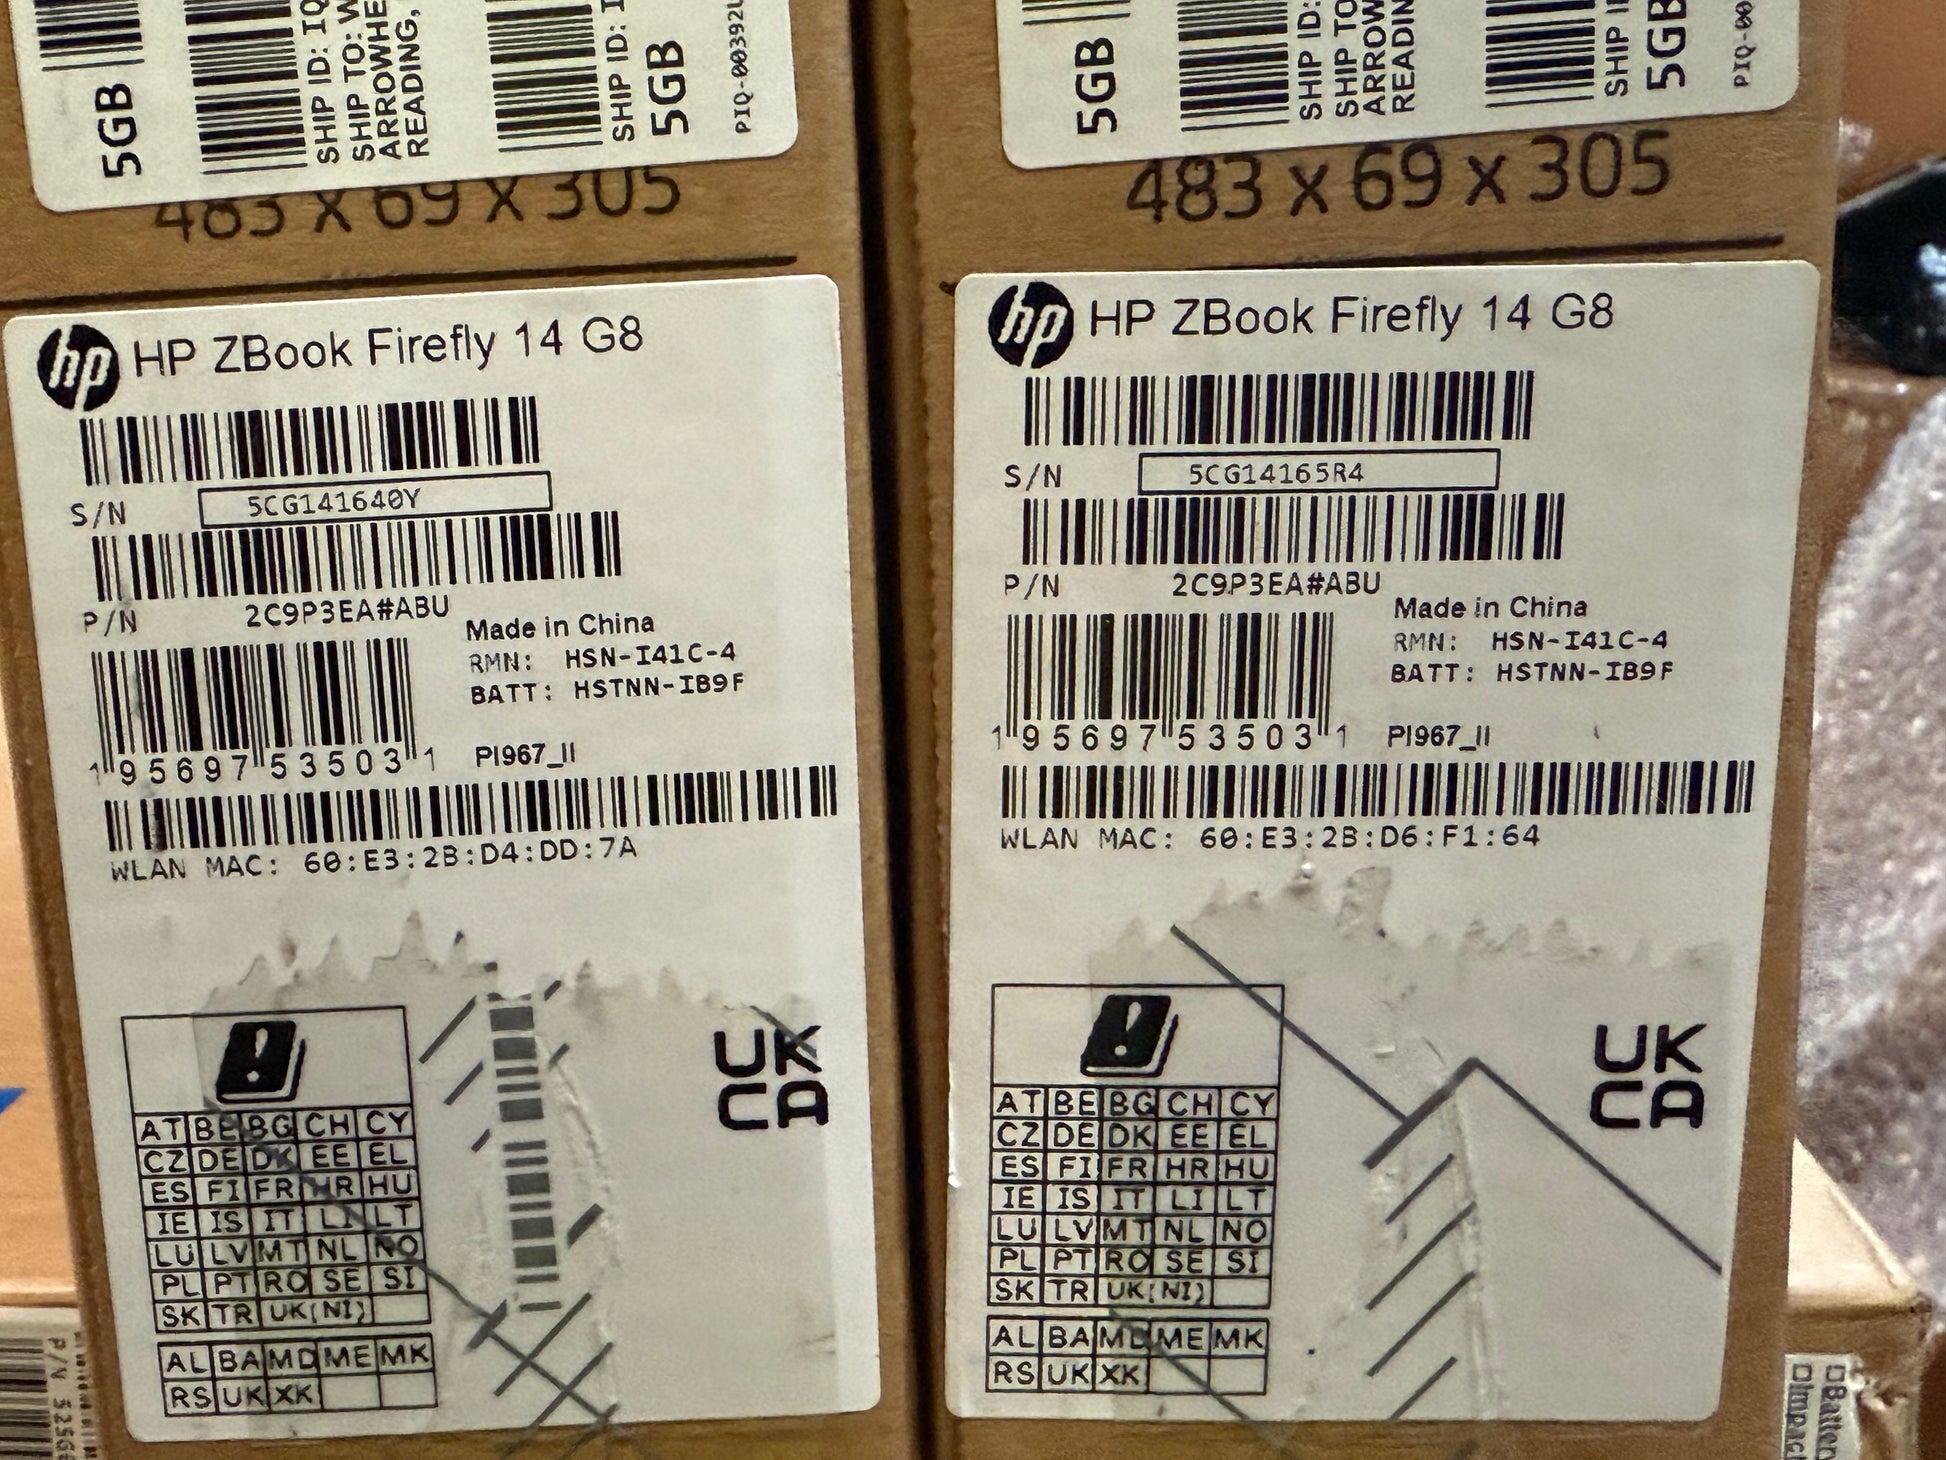 5GB
SHIP ID: IQ
SHIP TO: W
ARROWHE
READING,
SHIP ID: I
5GB
PIQ-00392
483 x 69 x 305
hp HP ZBook Firefly 14 G8
S/N 5CG141640Y
P/N 2C9P3EA#ABU
Made in China
RMN: HSN-I41C-4
BATT: HSTNN-IB9F
1 95697 53503 1
PI967_II
WLAN MAC: 60:E3:2B:D4:DD:7A
UK
CA
AT BE BG CH CY
CZ DE DK EE EL
ES FI FR HR HU
IE IS IT LI LT
LU LV MT NL NO
PL PT RO SE SI
SK TR UK(NI)
AL BA MD ME MK
RS UK XK
5GB
SHIP ID:
SHIP TO
ARROW
READIN
SHIP I
5GB
PIQ-00
483 x 69 x 305
hp HP ZBook Firefly 14 G8
S/N 5CG14165R4
P/N 2C9P3EA#ABU
Made in China
RMN: HSN-I41C-4
BATT: HSTNN-IB9F
1 95697 53503 1
PI967_II
WLAN MAC: 60:E3:2B:D6:F1:64
UK
CA
AT BE BG CH CY
CZ DE DK EE EL
ES FI FR HR HU
IE IS IT LI LT
LU LV MT NL NO
PL PT RO SE SI
SK TR UK(NI)
AL BA MD ME MK
RS UK XK
P/N